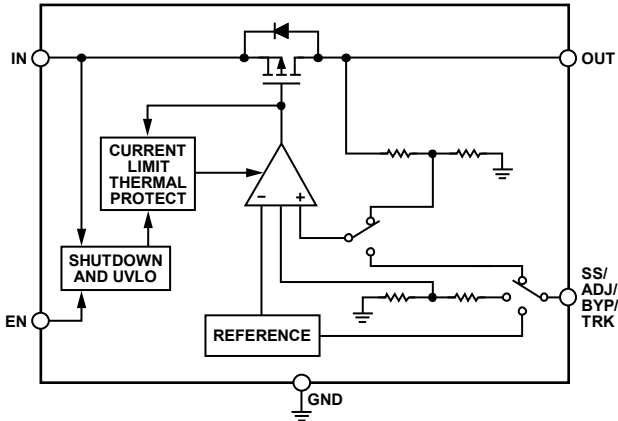 IN
OUT
CURRENT
LIMIT
THERMAL
PROTECT
− +
SHUTDOWN
AND UVLO
SS/
ADJ/
BYP/
TRK
EN
REFERENCE
GND